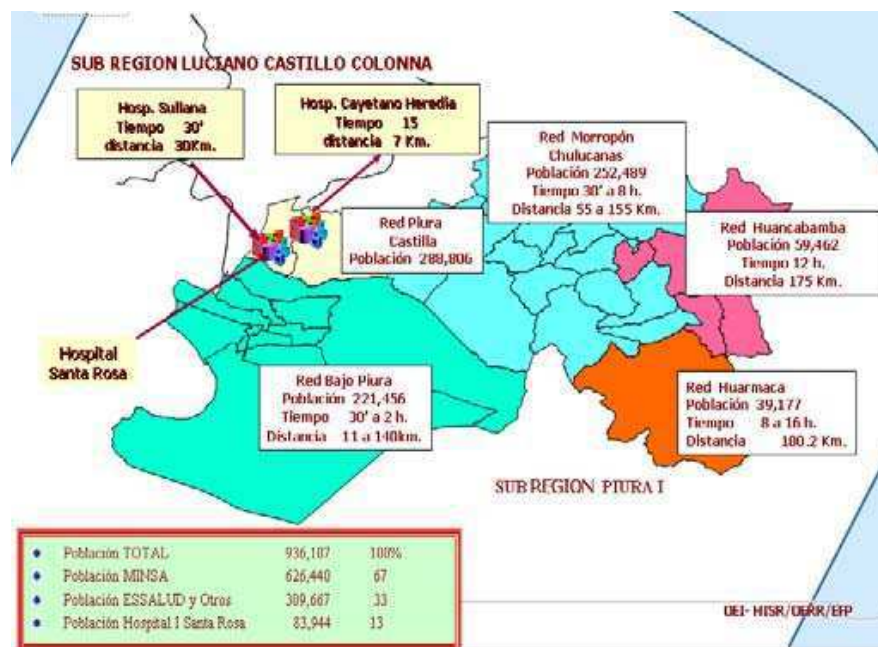 SUB REGION LUCIANO CASTILLO COLONNA
Hosp. Sullana
Tiempo 30'
distancia 30Km.
Hosp. Cayetano Heredia
Tiempo 15
distancia 7 Km.
Red Morropón
Chulucanas
Población 252,489
Tiempo 30' a 8 h.
Distancia 55 a 155 Km.
Red Piura
Castilla
Población 288,806
Red Huancabamba
Población 59,462
Tiempo 12 h.
Distancia 175 Km.
Hospital
Santa Rosa
Red Bajo Piura
Población 221,456
Tiempo 30' a 2 h.
Distancia 11 a 140km.
Red Huarmaca
Población 39,177
Tiempo 8 a 16 h.
Distancia 180.2 Km.
SUB REGION PIURA I
Población TOTAL 936,107 100%
Población MINSA 626,440 67
Población ESSALUD y Otros 309,667 33
Población Hospital I Santa Rosa 83,944 13
OEI- HISR/DERR/EFP